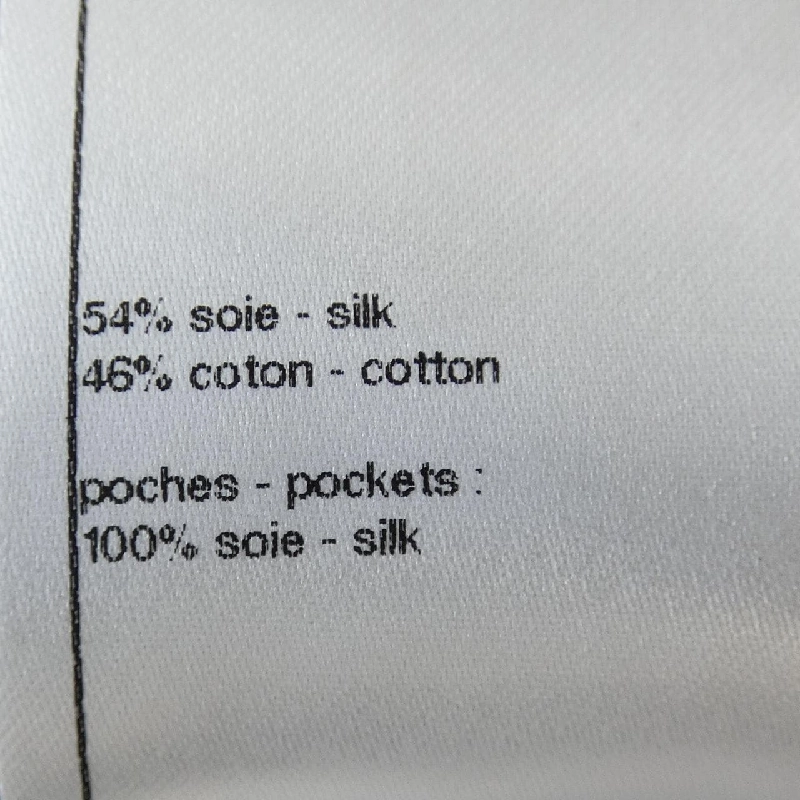 54% soie - silk
46% coton - cotton
poches - pockets :
100% soie - silk